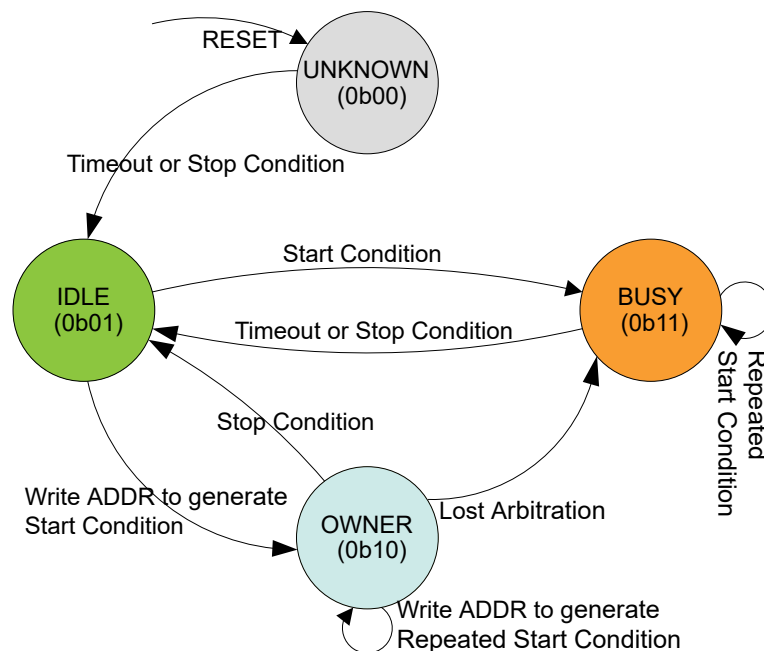 RESET
UNKNOWN
(0b00)
Timeout or Stop Condition
Start Condition
IDLE
(0b01)
BUSY
(0b11)
Timeout or Stop Condition
Repeated
Start Condition
Stop Condition
Write ADDR to generate
Start Condition
OWNER
(0b10)
Lost Arbitration
Write ADDR to generate
Repeated Start Condition